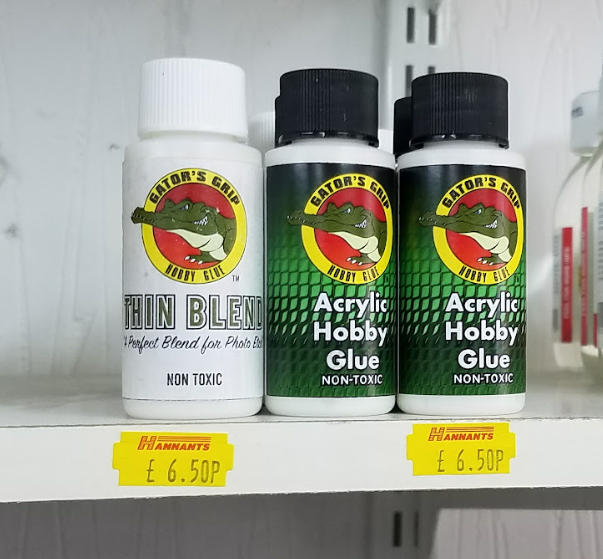 GATOR'S GRIP
HOBBY GLUE
TM
THIN BLEND
A Perfect Blend for Photo
NON TOXIC
GATOR'S GRIP
HOBBY GLUE
Acrylic
Hobby
Glue
NON-TOXIC
GATOR'S GRIP
HOBBY GLUE
Acrylic
Hobby
Glue
NON-TOXIC
HANNANTS
£ 6.50P
HANNANTS
£ 6.50P